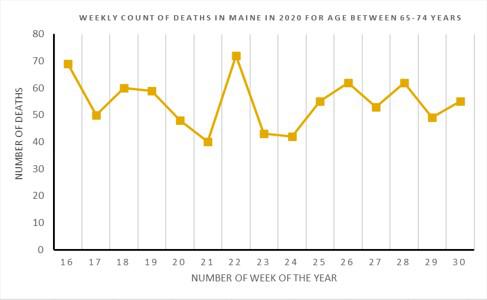 WEEKLY COUNT OF DEATHS IN MAINE IN 2020 FOR AGE BETWEEN 65-74 YEARS
80
70
60
50
40
30
20
10
0
NUMBER OF DEATHS
16 17 18 19 20 21 22 23 24 25 26 27 28 29 30
NUMBER OF WEEK OF THE YEAR